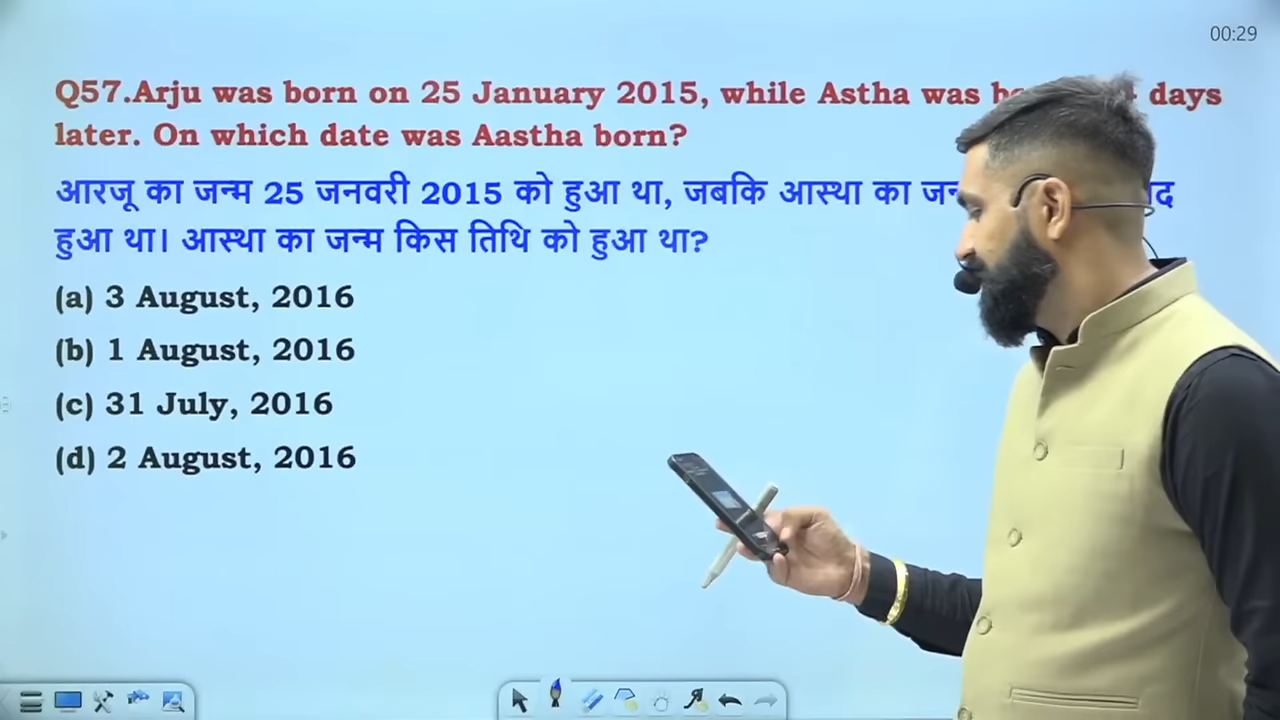 00:29
Q57.Arju was born on 25 January 2015, while Astha was days
later. On which date was Aastha born?
आरजू का जन्म 25 जनवरी 2015 को हुआ था, जबकि आस्था का
हुआ था। आस्था का जन्म किस तिथि को हुआ था?
(a) 3 August, 2016
(b) 1 August, 2016
(c) 31 July, 2016
(d) 2 August, 2016